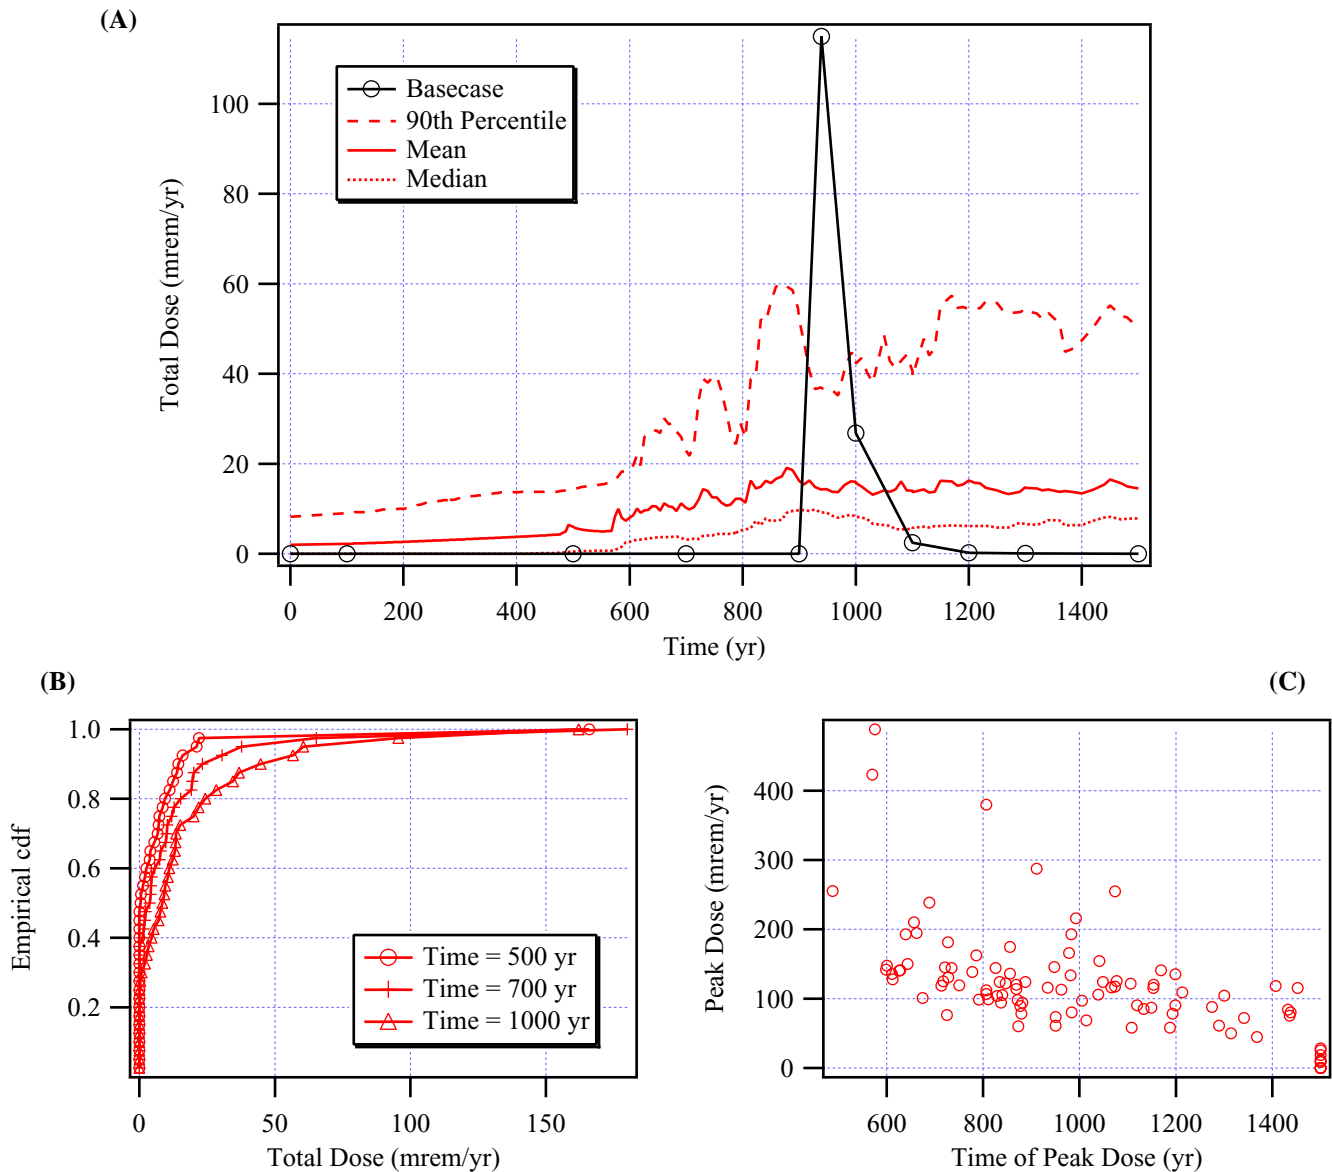 (A)
Total Dose (mrem/yr)
100
80
60
40
20
0
Basecase
90th Percentile
Mean
Median
0 200 400 600 800 1000 1200 1400
Time (yr)
(B)
Empirical cdf
1.0
0.8
0.6
0.4
0.2
Time = 500 yr
Time = 700 yr
Time = 1000 yr
0 50 100 150
Total Dose (mrem/yr)
(C)
Peak Dose (mrem/yr)
400
300
200
100
0
600 800 1000 1200 1400
Time of Peak Dose (yr)